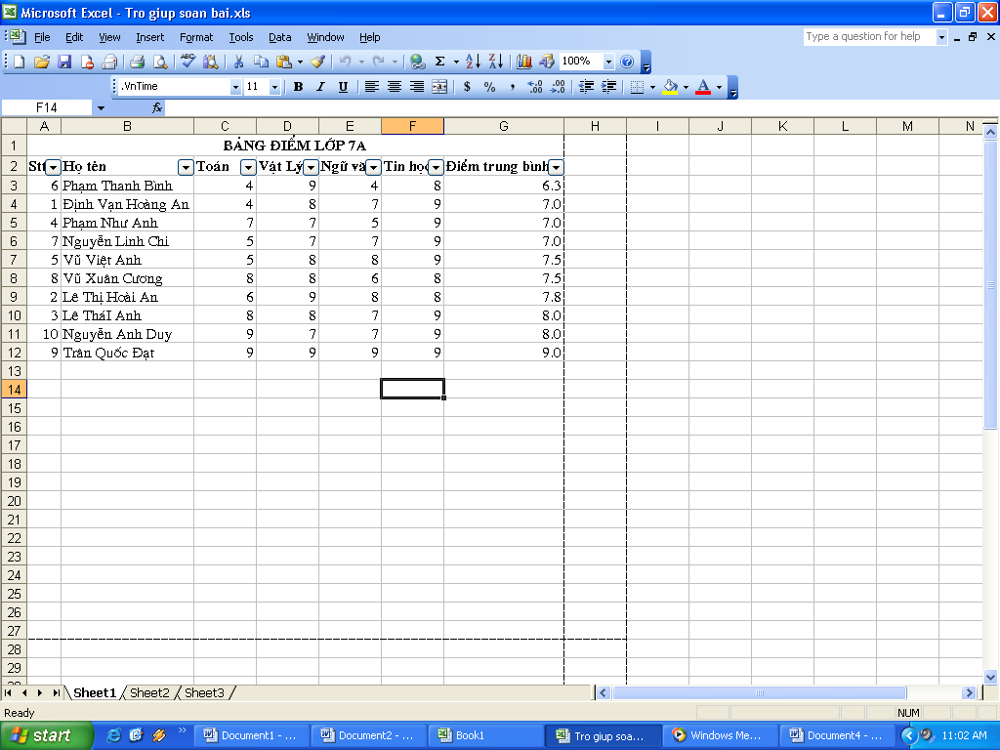 Microsoft Excel - Tro giup soan bai.xls
File Edit View Insert Format Tools Data Window Help Type a question for help
Σ 100%
.VnTime 11 B I U $ % ,
F14 fx
A B C D E F G H I J K L M N
1 BẢNG ĐIỂM LỚP 7A
2 Stt Họ tên Toán Vật Lý Ngữ vă Tin học Điểm trung bình
3 6 Phạm Thanh Bình 4 9 4 8 6.3
4 1 Định Vạn Hoàng An 4 8 7 9 7.0
5 4 Phạm Như Anh 7 7 5 9 7.0
6 7 Nguyễn Linh Chi 5 7 7 9 7.0
7 5 Vũ Việt Anh 5 8 8 9 7.5
8 8 Vũ Xuân Cương 8 8 6 8 7.5
9 2 Lê Thị Hoài An 6 9 8 8 7.8
10 3 Lê TháI Anh 8 8 7 9 8.0
11 10 Nguyễn Anh Duy 9 7 7 9 8.0
12 9 Trân Quốc Đạt 9 9 9 9 9.0
13
14
15
16
17
18
19
20
21
22
23
24
25
26
27
28
29
Sheet1 Sheet2 Sheet3
Ready NUM
start Document1 - ... Document2 - ... Book1 Tro giup soa... Windows Me... Document4 - ... 11:02 AM